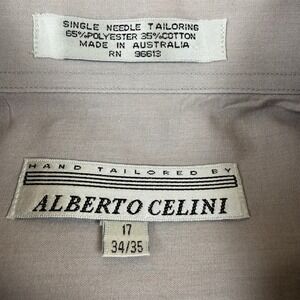 SINGLE NEEDLE TAILORING
65%POLYESTER 35%COTTON
MADE IN AUSTRALIA
RN 96613
HAND TAILORED BY
ALBERTO CELINI
17
34/35